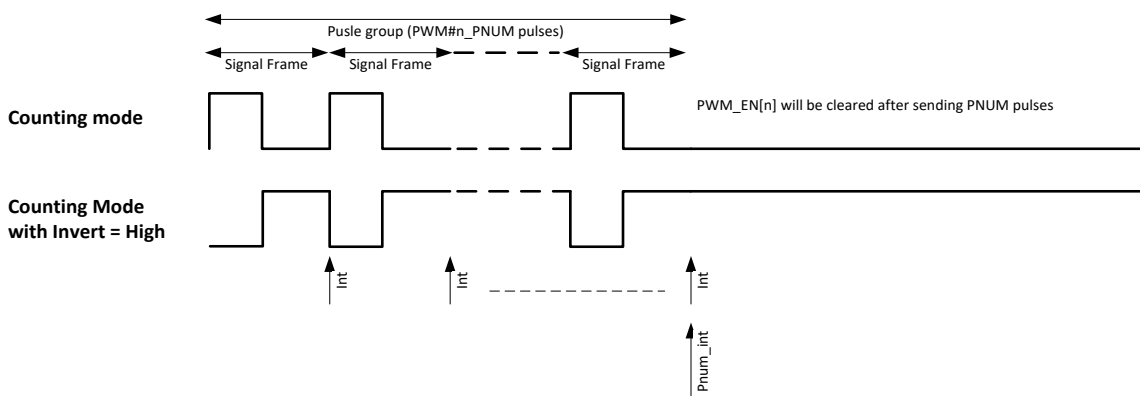 Pusle group (PWM#n_PNUM pulses)
Signal Frame Signal Frame Signal Frame
Counting mode
PWM_EN[n] will be cleared after sending PNUM pulses
Counting Mode
with Invert = High
Int Int Int
Pnum_int